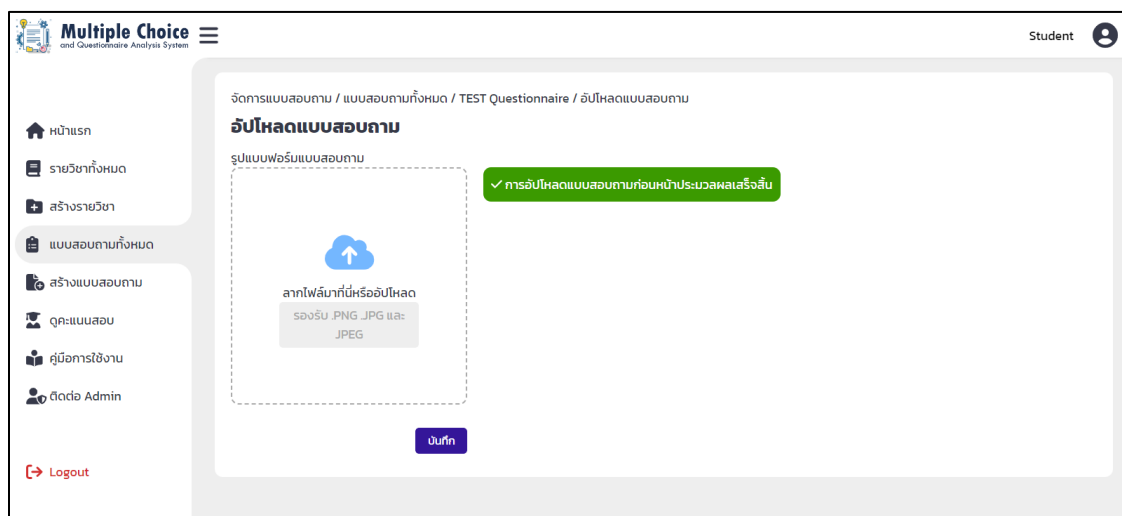 Multiple Choice
and Questionnaire Analysis System
Student
จัดการแบบสอบถาม / แบบสอบถามทั้งหมด / TEST Questionnaire / อัปโหลดแบบสอบถาม
อัปโหลดแบบสอบถาม
รูปแบบฟอร์มแบบสอบถาม
การอัปโหลดแบบสอบถามก่อนหน้าประมวลผลเสร็จสิ้น
ลากไฟล์มาที่นี่หรืออัปโหลด
รองรับ .PNG .JPG และ
JPEG
บันทึก
หน้าแรก
รายวิชาทั้งหมด
สร้างรายวิชา
แบบสอบถามทั้งหมด
สร้างแบบสอบถาม
ดูคะแนนสอบ
คู่มือการใช้งาน
ติดต่อ Admin
Logout